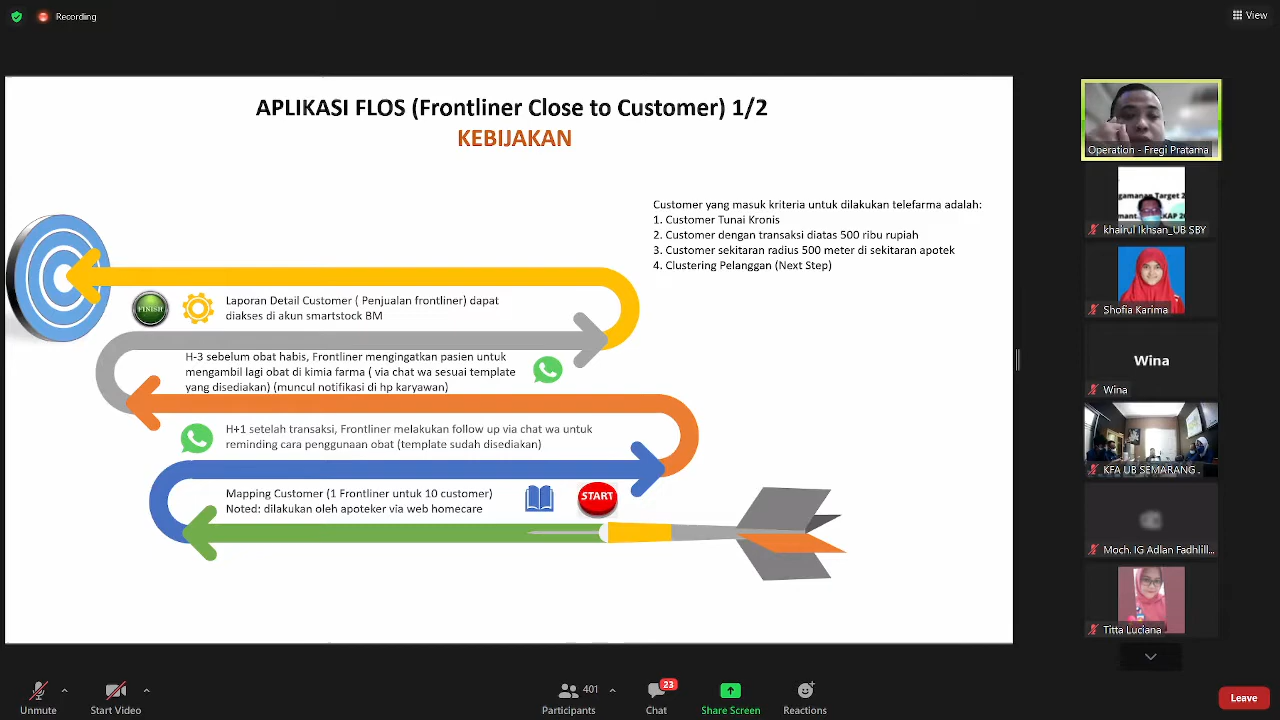 Recording
View
APLIKASI FLOS (Frontliner Close to Customer) 1/2
KEBIJAKAN
Customer yang masuk kriteria untuk dilakukan telefarma adalah:
1. Customer Tunai Kronis
2. Customer dengan transaksi diatas 500 ribu rupiah
3. Customer sekitaran radius 500 meter di sekitaran apotek
4. Clustering Pelanggan (Next Step)
FINISH
Laporan Detail Customer ( Penjualan frontliner) dapat
diakses di akun smartstock BM
H-3 sebelum obat habis, Frontliner mengingatkan pasien untuk
mengambil lagi obat di kimia farma ( via chat wa sesuai template
yang disediakan) (muncul notifikasi di hp karyawan)
H+1 setelah transaksi, Frontliner melakukan follow up via chat wa untuk
reminding cara penggunaan obat (template sudah disediakan)
Mapping Customer (1 Frontliner untuk 10 customer)
Noted: dilakukan oleh apoteker via web homecare
START
Operation - Fregi Pratama
gamanan Target 2
khairul Ikhsan_UB SBY
Shofia Karima
Wina
Wina
KFA UB SEMARANG .
Moch. IG Adlan Fadhlill...
Titta Luciana
Unmute
Start Video
401
Participants
23
Chat
Share Screen
Reactions
Leave